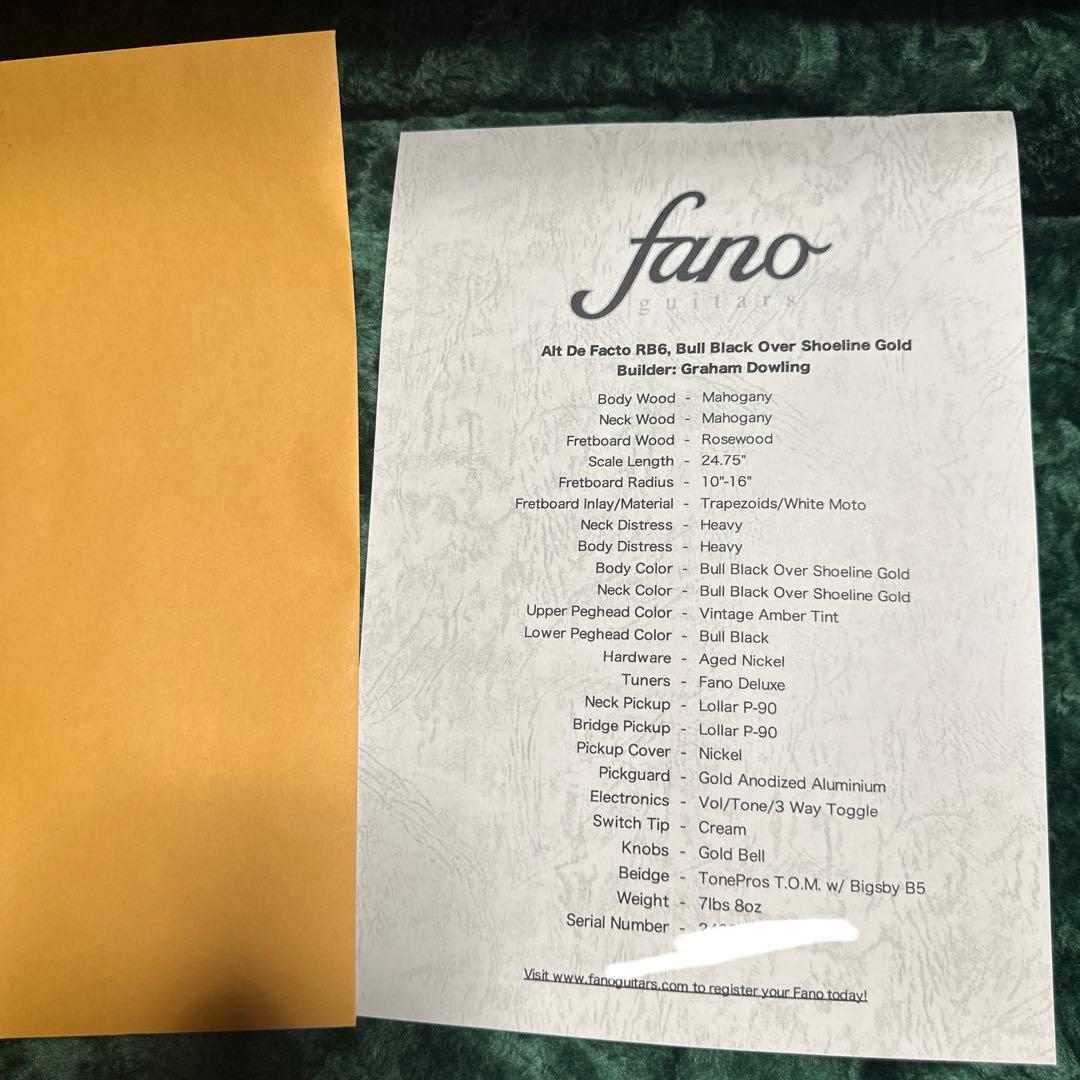 fano
guitars
Alt De Facto RB6, Bull Black Over Shoeline Gold
Builder: Graham Dowling
Body Wood - Mahogany
Neck Wood - Mahogany
Fretboard Wood - Rosewood
Scale Length - 24.75"
Fretboard Radius - 10"-16"
Fretboard Inlay/Material - Trapezoids/White Moto
Neck Distress - Heavy
Body Distress - Heavy
Body Color - Bull Black Over Shoeline Gold
Neck Color - Bull Black Over Shoeline Gold
Upper Peghead Color - Vintage Amber Tint
Lower Peghead Color - Bull Black
Hardware - Aged Nickel
Tuners - Fano Deluxe
Neck Pickup - Lollar P-90
Bridge Pickup - Lollar P-90
Pickup Cover - Nickel
Pickguard - Gold Anodized Aluminium
Electronics - Vol/Tone/3 Way Toggle
Switch Tip - Cream
Knobs - Gold Bell
Beidge - TonePros T.O.M. w/ Bigsby B5
Weight - 7lbs 8oz
Serial Number -
Visit www.fanoguitars.com to register your Fano today!